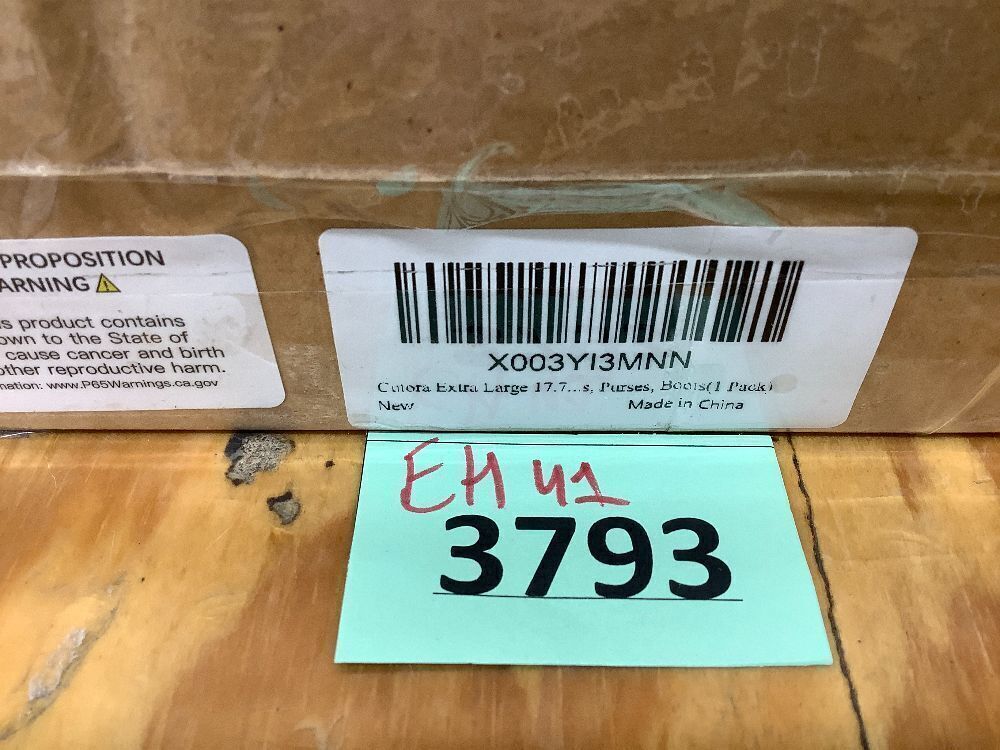 PROPOSITION
ARNING
s product contains
own to the State of
cause cancer and birth
other reproductive harm.
mation: www.P65Warnings.ca.gov
X003YI3MNN
Extra Large 17.7...s, Purses, Boots(1 Pack)
New
Made in China
EH 41
3793